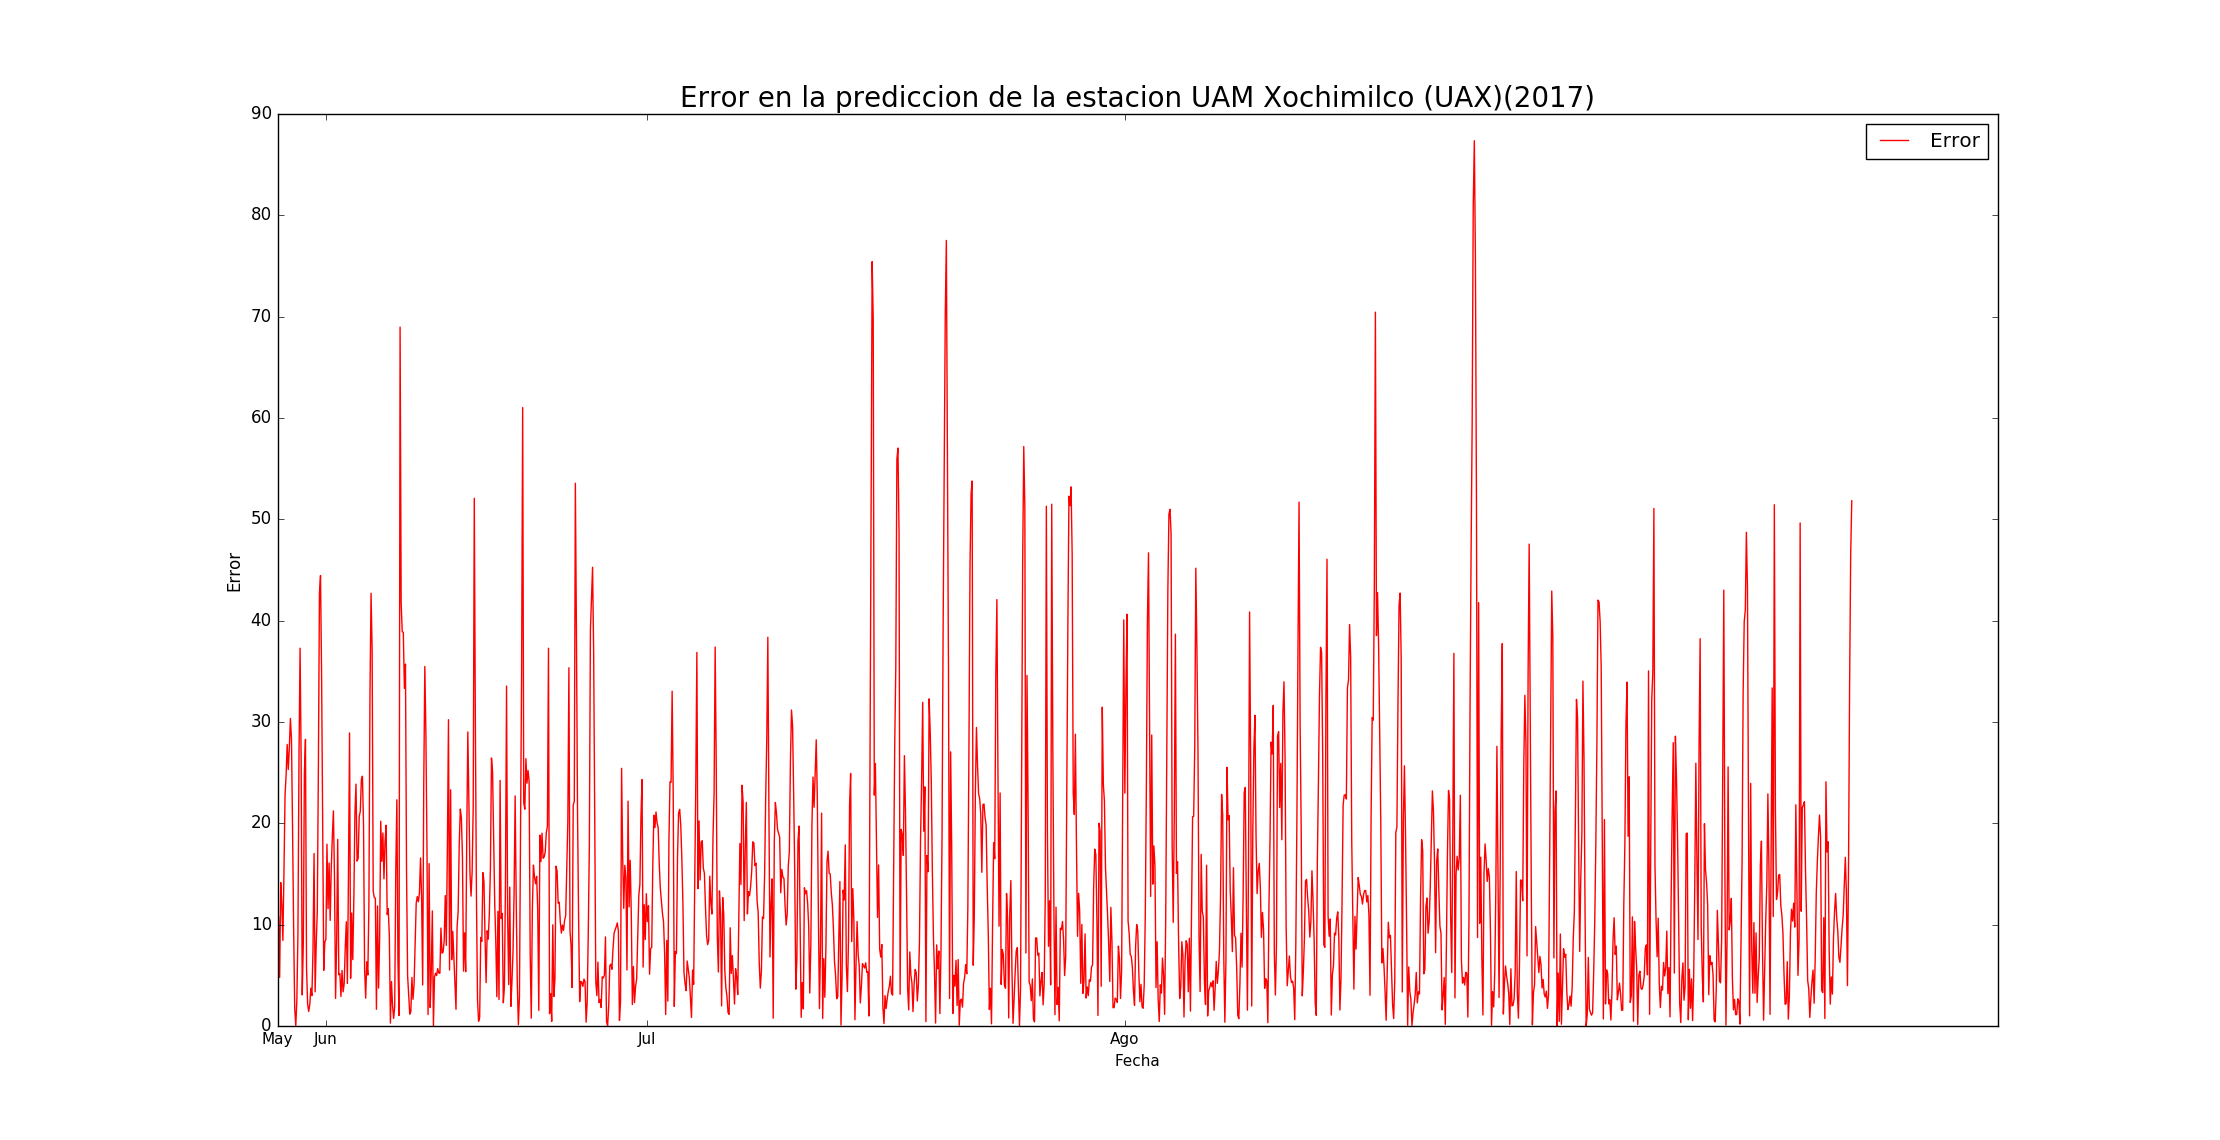 Error en la prediccion de la estacion UAM Xochimilco (UAX)(2017)
90
80
70
60
50
40
30
20
10
0
Error
Error
May Jun Jul Ago
Fecha